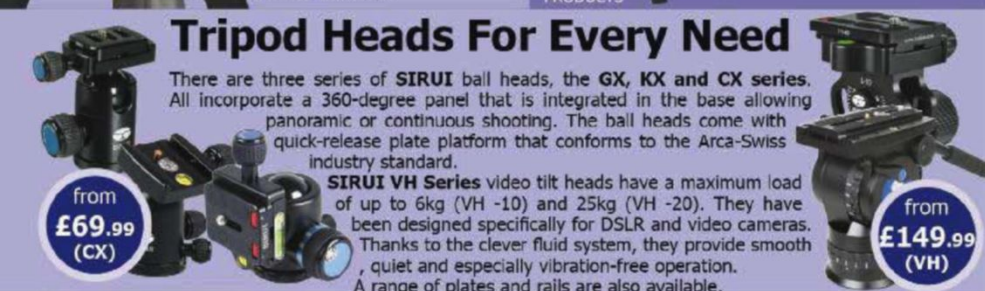 PRODUCTS
Tripod Heads For Every Need
There are three series of SIRUI ball heads, the GX, KX and CX series.
All incorporate a 360-degree panel that is integrated in the base allowing
panoramic or continuous shooting. The ball heads come with
quick-release plate platform that conforms to the Arca-Swiss
industry standard.
SIRUI VH Series video tilt heads have a maximum load
of up to 6kg (VH -10) and 25kg (VH -20). They have
been designed specifically for DSLR and video cameras.
Thanks to the clever fluid system, they provide smooth
, quiet and especially vibration-free operation.
A range of plates and rails are also available.
from
£69.99
(CX)
from
£149.99
(VH)